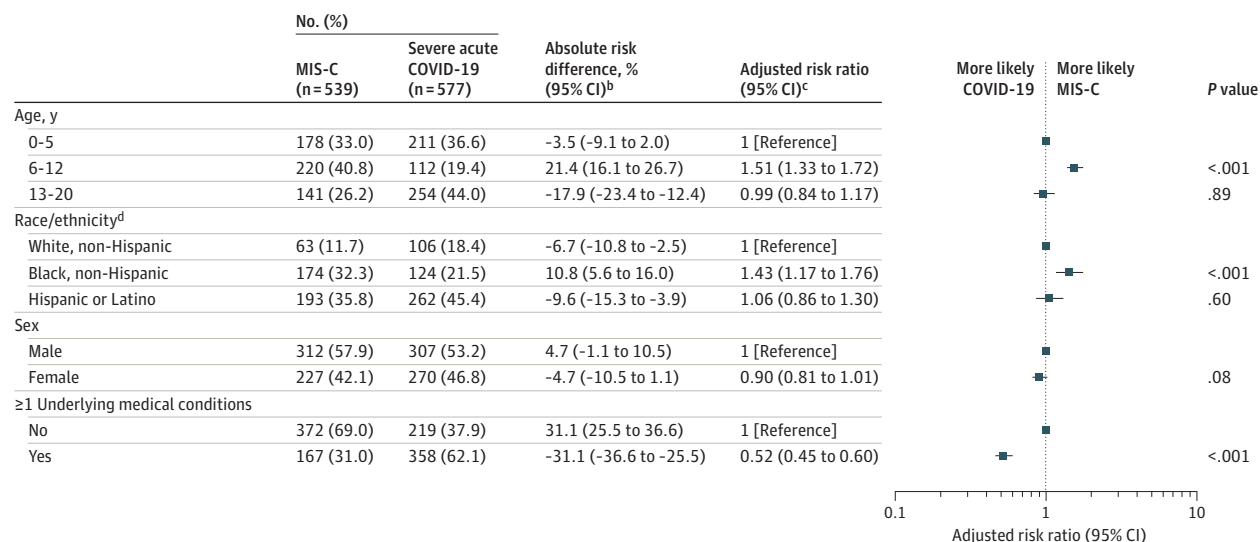 No. (%)
MIS-C (n = 539) Severe acute COVID-19 (n = 577) Absolute risk difference, % (95% CI)b Adjusted risk ratio (95% CI)c More likely COVID-19 More likely MIS-C P value
Age, y
0-5 178 (33.0) 211 (36.6) -3.5 (-9.1 to 2.0) 1 [Reference]
6-12 220 (40.8) 112 (19.4) 21.4 (16.1 to 26.7) 1.51 (1.33 to 1.72) <.001
13-20 141 (26.2) 254 (44.0) -17.9 (-23.4 to -12.4) 0.99 (0.84 to 1.17) .89
Race/ethnicityd
White, non-Hispanic 63 (11.7) 106 (18.4) -6.7 (-10.8 to -2.5) 1 [Reference]
Black, non-Hispanic 174 (32.3) 124 (21.5) 10.8 (5.6 to 16.0) 1.43 (1.17 to 1.76) <.001
Hispanic or Latino 193 (35.8) 262 (45.4) -9.6 (-15.3 to -3.9) 1.06 (0.86 to 1.30) .60
Sex
Male 312 (57.9) 307 (53.2) 4.7 (-1.1 to 10.5) 1 [Reference]
Female 227 (42.1) 270 (46.8) -4.7 (-10.5 to 1.1) 0.90 (0.81 to 1.01) .08
≥1 Underlying medical conditions
No 372 (69.0) 219 (37.9) 31.1 (25.5 to 36.6) 1 [Reference]
Yes 167 (31.0) 358 (62.1) -31.1 (-36.6 to -25.5) 0.52 (0.45 to 0.60) <.001
0.1 1 10
Adjusted risk ratio (95% CI)